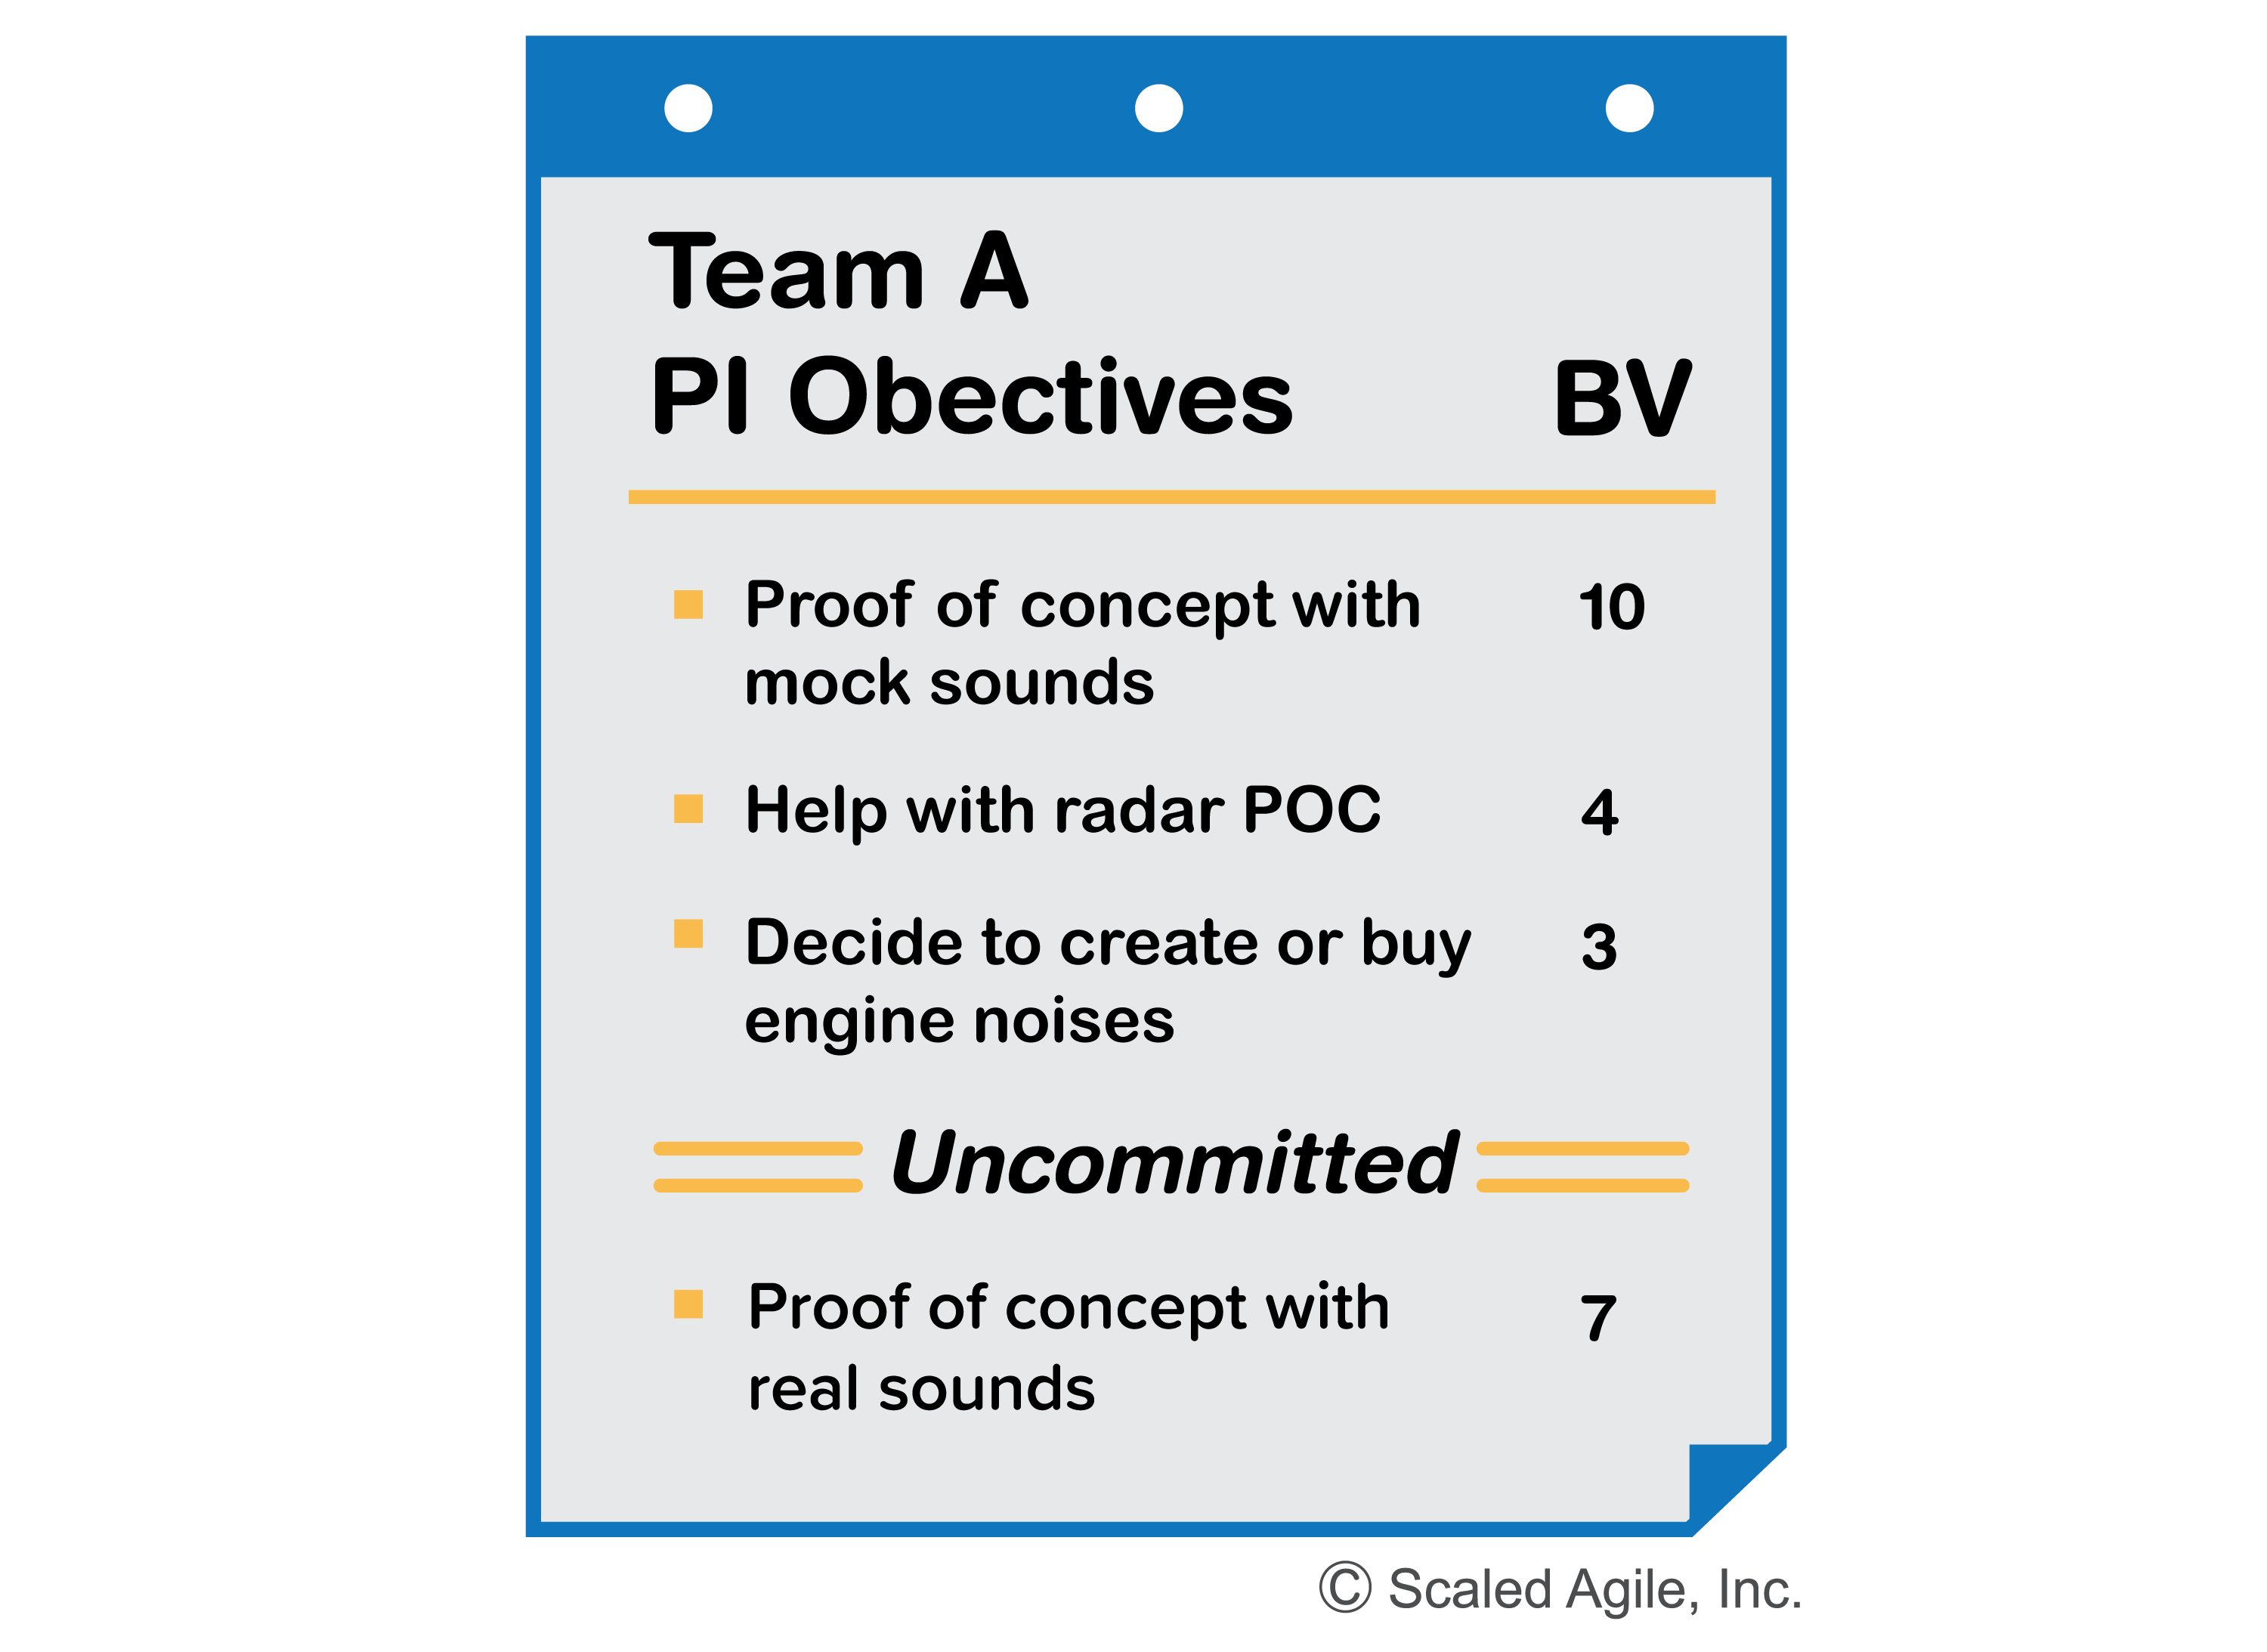 Team A
PI Obectives BV
Proof of concept with 10
mock sounds
Help with radar POC 4
Decide to create or buy 3
engine noises
Uncommitted
Proof of concept with 7
real sounds
© Scaled Agile, Inc.